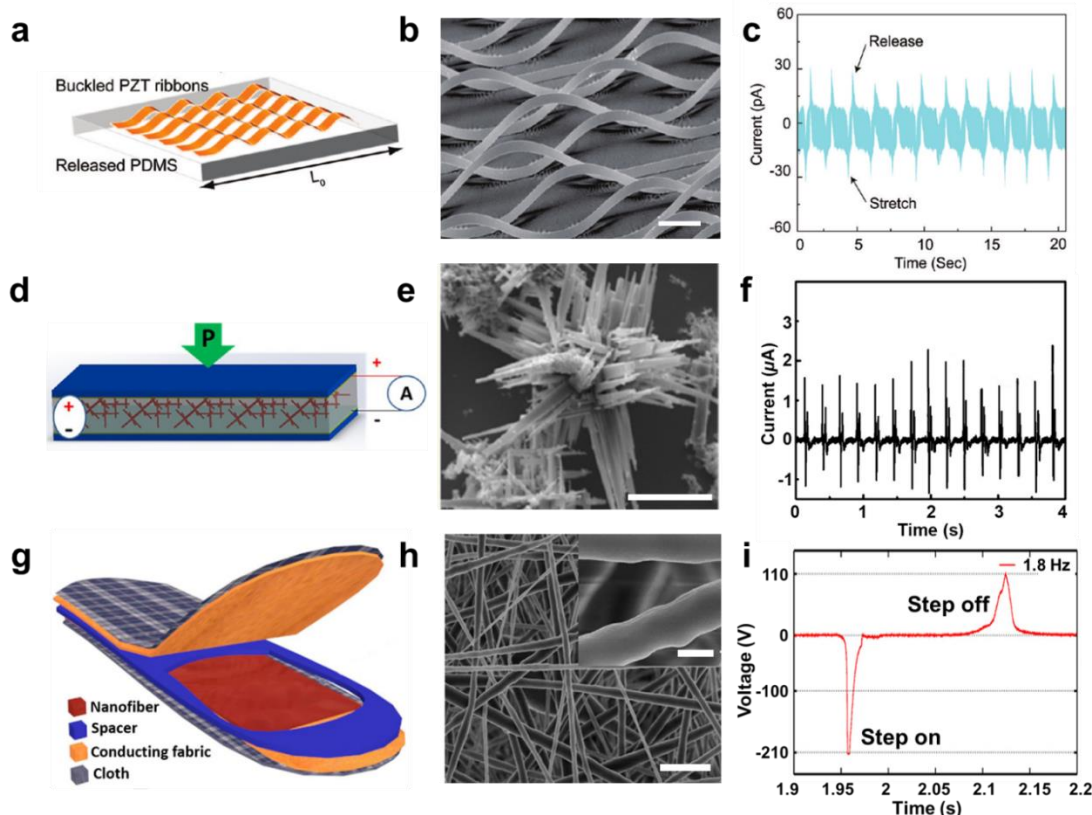 a
Buckled PZT ribbons
Released PDMS
L₀
b
c
Release
Stretch
60
30
0
-30
-60
Current (pA)
0
5
10
15
20
Time (Sec)
d
P
+
-
+
-
A
e
f
3
2
1
0
-1
Current (µA)
0
1
2
3
4
Time (s)
g
Nanofiber
Spacer
Conducting fabric
Cloth
h
i
1.8 Hz
Step off
Step on
110
0
-100
-210
Voltage (V)
1.9
1.95
2
2.05
2.1
2.15
2.2
Time (s)